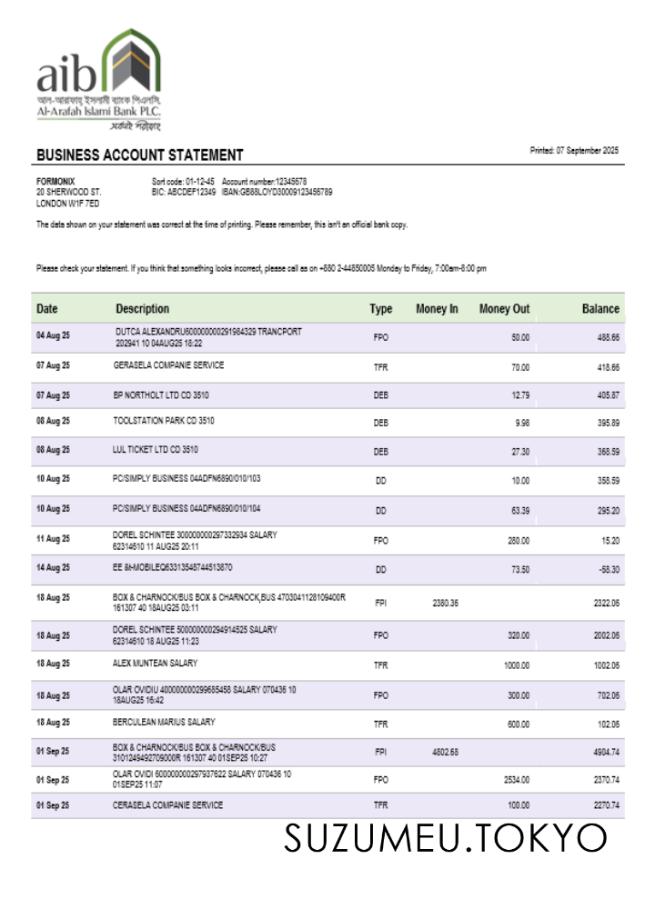 aib
আল-আরাফাহ্ ইসলামী ব্যাংক পিএলসি.
Al-Arafah Islami Bank PLC.
BUSINESS ACCOUNT STATEMENT
Printed: 07 September 2025
FORMONIX Sort code: 01-12-45 Account number:12345678
20 SHERWOOD ST. BIC: ABCDEF12349 IBAN:GB88LOYD30009123456789
LONDON W1F 7ED
The data shown on your statement was correct at the time of printing. Please remember, this isn't an official bank copy.
Please check your statement. If you think that something looks incorrect, please call as on +880 2-44850005 Monday to Friday, 7:00am-8:00 pm
Date Description Type Money In Money Out Balance
04 Aug 25 DUTCA ALEXANDRU600000000291984329 TRANCPORT FPO 50.00 488.66
202941 10 04AUG25 18:22
07 Aug 25 GERASELA COMPANIE SERVICE TFR 70.00 418.66
07 Aug 25 BP NORTHOLT LTD CD 3510 DEB 12.79 405.87
08 Aug 25 TOOLSTATION PARK CD 3510 DEB 9.98 395.89
08 Aug 25 LUL TICKET LTD CD 3510 DEB 27.30 368.59
10 Aug 25 PC/SIMPLY BUSINESS 04ADFN6890/010/103 DD 10.00 358.59
10 Aug 25 PC/SIMPLY BUSINESS 04ADFN6890/010/104 DD 63.39 295.20
11 Aug 25 DOREL SCHINTEE 300000000297332934 SALARY FPO 280.00 15.20
62314610 11 AUG25 20:11
14 Aug 25 EE &t-MOBILEQ63313548744513870 DD 73.50 -58.30
18 Aug 25 BOX & CHARNOCK/BUS BOX & CHARNOCK,BUS 4703041128109400R FPI 2380.36 2322.06
161307 40 18AUG25 03:11
18 Aug 25 DOREL SCHINTEE 500000000294914525 SALARY FPO 320.00 2002.06
62314610 18 AUG25 11:23
18 Aug 25 ALEX MUNTEAN SALARY TFR 1000.00 1002.06
18 Aug 25 OLAR OVIDIU 400000000299685458 SALARY 070436 10 FPO 300.00 702.06
18AUG25 16:42
18 Aug 25 BERCULEAN MARIUS SALARY TFR 600.00 102.06
01 Sep 25 BOX & CHARNOCK/BUS BOX & CHARNOCK/BUS FPI 4802.68 4904.74
3101249492709000R 161307 40 01SEP25 10:27
01 Sep 25 OLAR OVIDI 600000000297937622 SALARY 070436 10 FPO 2534.00 2370.74
01SEP25 11:07
01 Sep 25 CERASELA COMPANIE SERVICE TFR 100.00 2270.74
SUZUMEU.TOKYO